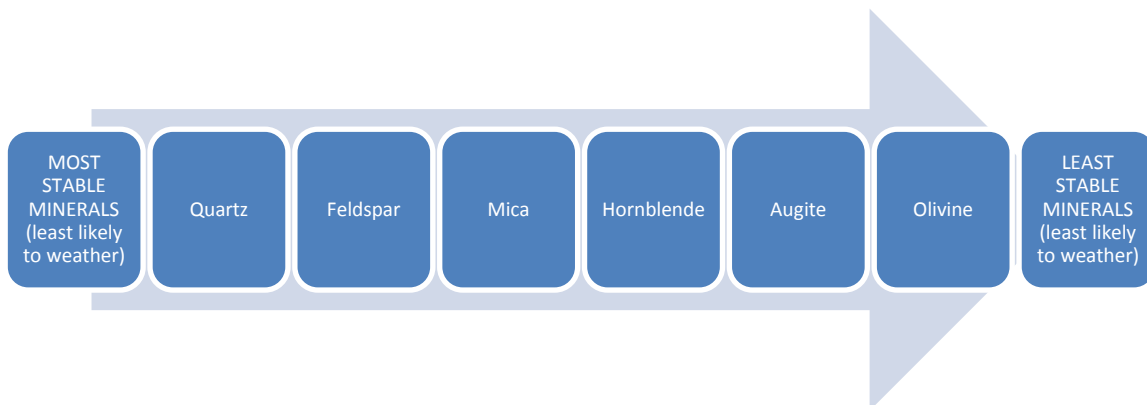 MOST
STABLE
MINERALS
(least likely
to weather)
Quartz
Feldspar
Mica
Hornblende
Augite
Olivine
LEAST
STABLE
MINERALS
(least likely
to weather)